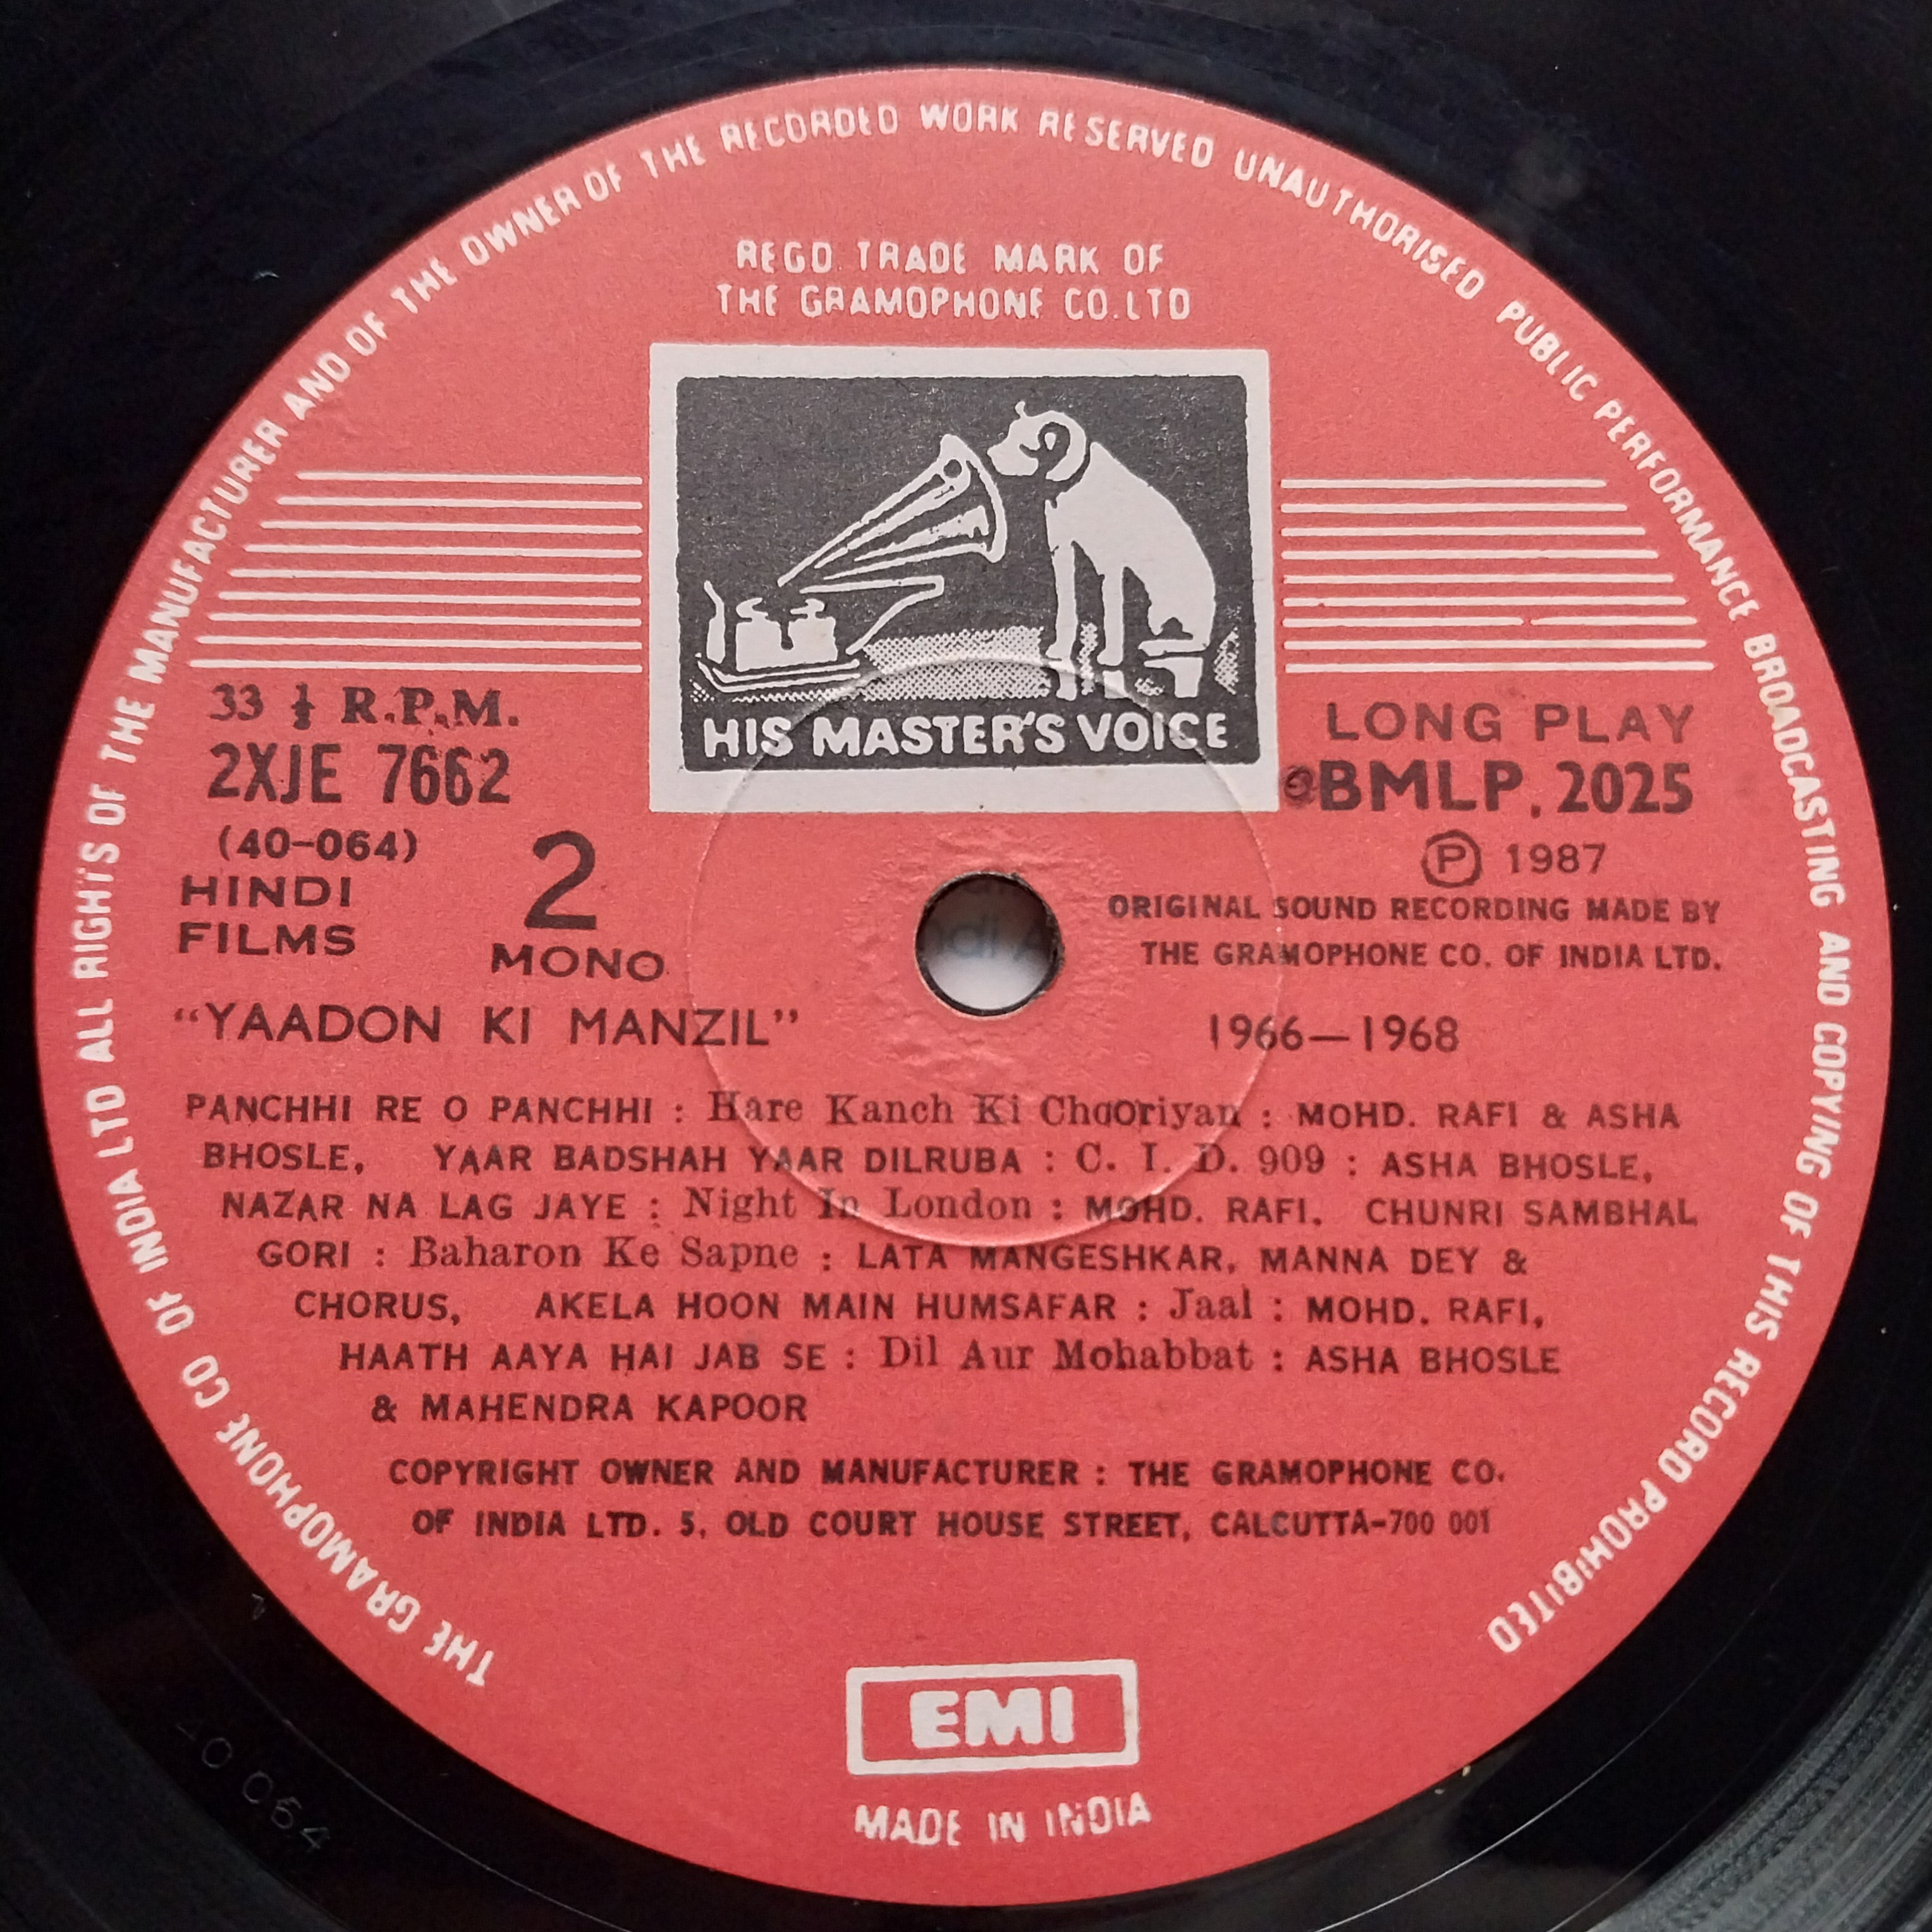 THE GRAMOPHONE CO OF INDIA LTD ALL RIGHTS OF THE MANUFACTURER AND OF THE OWNER OF THE RECORDED WORK RESERVED UNAUTHORISED PUBLIC PERFORMANCE BROADCASTING AND COPYING OF THIS RECORD PROHIBITED
REGD. TRADE MARK OF
THE GRAMOPHONE CO. LTD
HIS MASTER'S VOICE
33 ⅓ R.P.M.
2XJE 7662
(40-064)
HINDI
FILMS
2
MONO
LONG PLAY
BMLP. 2025
Ⓟ 1987
ORIGINAL SOUND RECORDING MADE BY
THE GRAMOPHONE CO. OF INDIA LTD.
"YAADON KI MANZIL" 1966—1968
PANCHHI RE O PANCHHI : Hare Kanch Ki Chooriyan : MOHD. RAFI & ASHA
BHOSLE, YAAR BADSHAH YAAR DILRUBA : C. I. D. 909 : ASHA BHOSLE,
NAZAR NA LAG JAYE : Night In London : MOHD. RAFI, CHUNRI SAMBHAL
GORI : Baharon Ke Sapne : LATA MANGESHKAR, MANNA DEY &
CHORUS, AKELA HOON MAIN HUMSAFAR : Jaal : MOHD. RAFI,
HAATH AAYA HAI JAB SE : Dil Aur Mohabbat : ASHA BHOSLE
& MAHENDRA KAPOOR
COPYRIGHT OWNER AND MANUFACTURER : THE GRAMOPHONE CO.
OF INDIA LTD. 5, OLD COURT HOUSE STREET, CALCUTTA-700 001
EMI
MADE IN INDIA
40 064